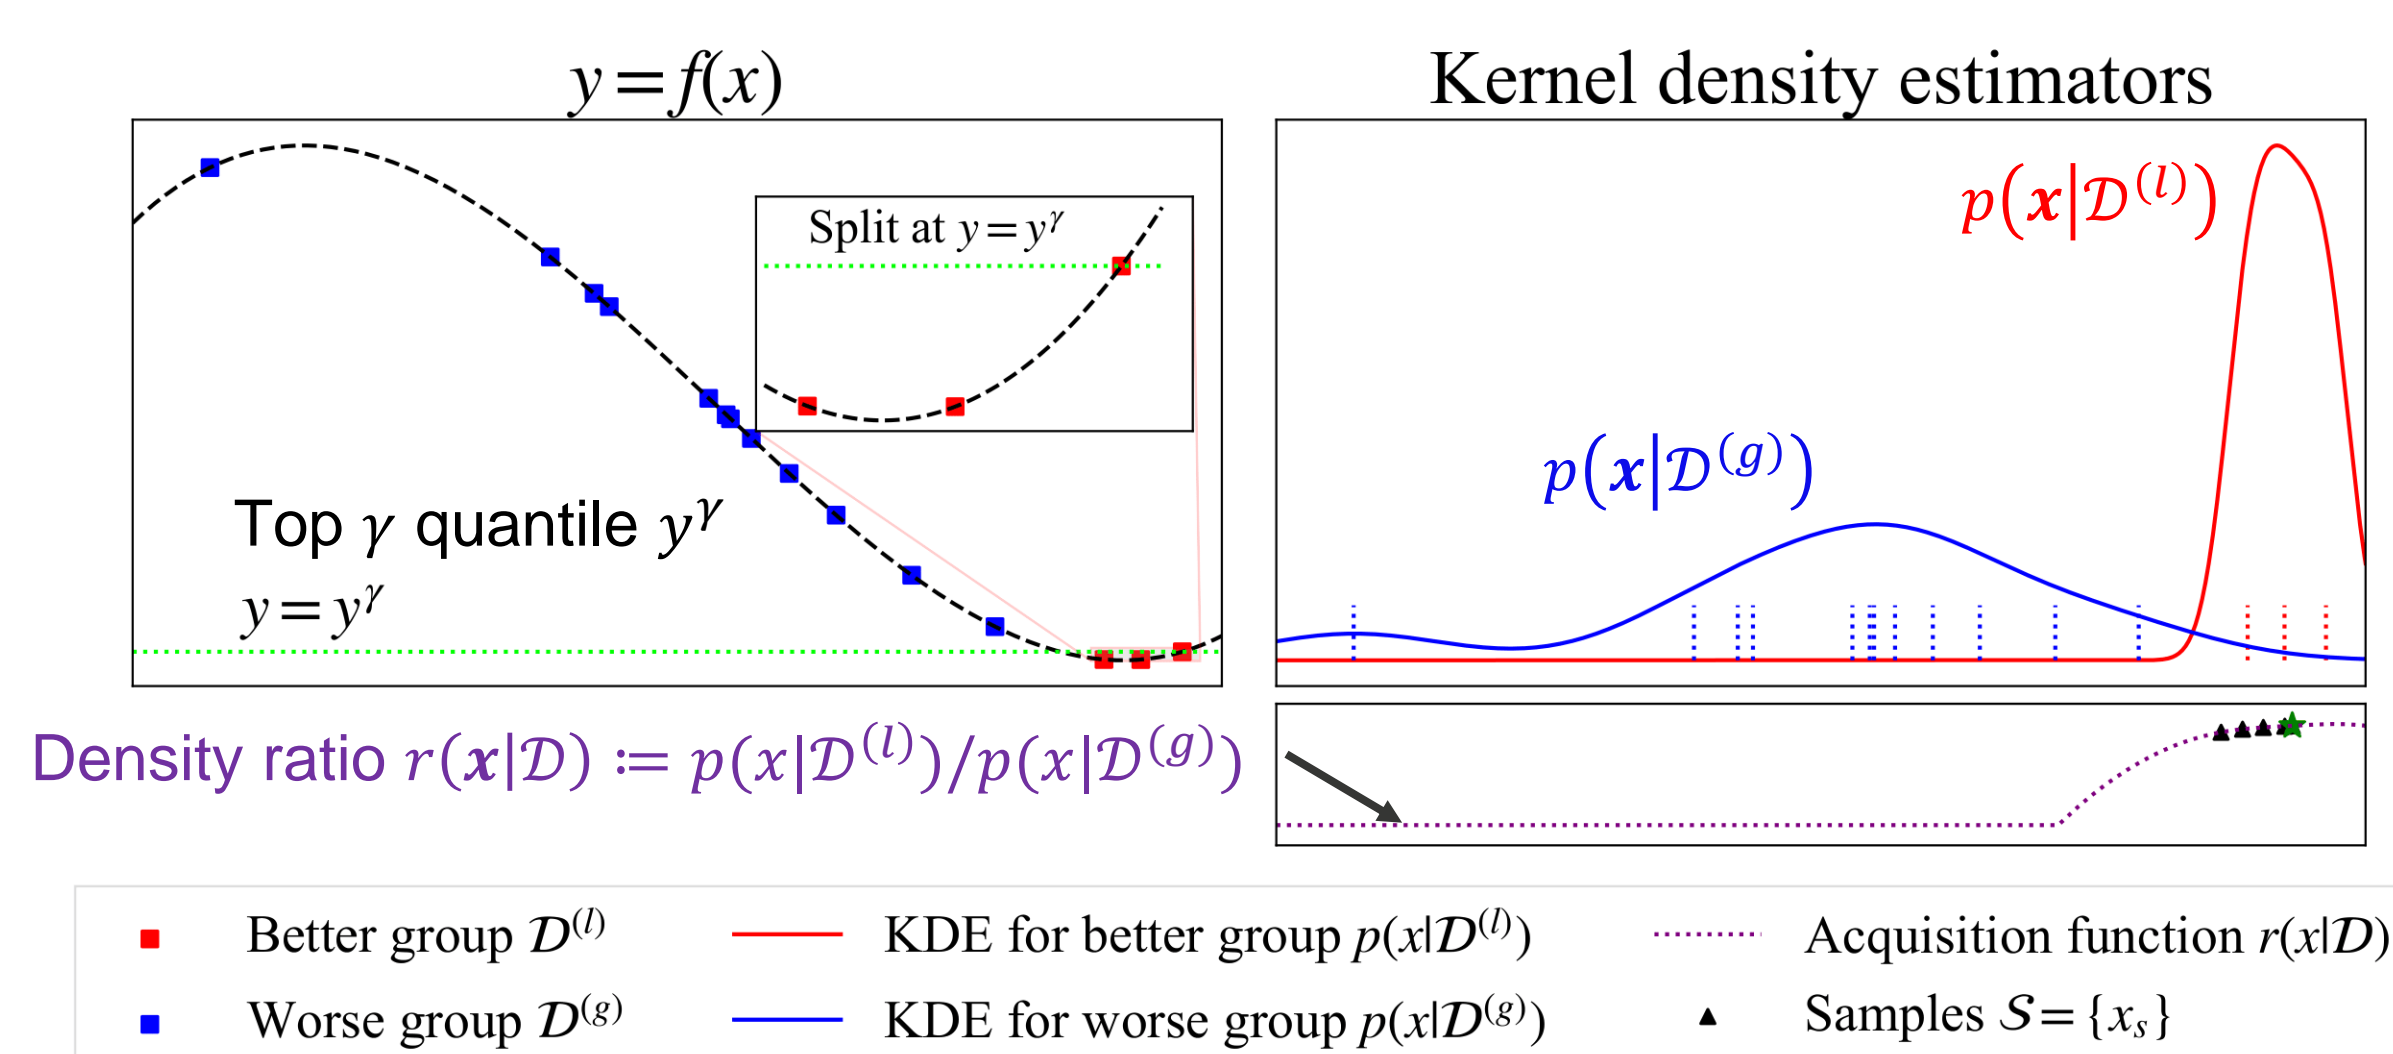 y = f(x)
Kernel density estimators
p(x|𝒟^(l))
Split at y = y^γ
p(x|𝒟^(g))
Top γ quantile y^γ
y = y^γ
Density ratio r(x|𝒟) ≔ p(x|𝒟^(l))/p(x|𝒟^(g))
Better group 𝒟^(l)
KDE for better group p(x|𝒟^(l))
Acquisition function r(x|𝒟)
Worse group 𝒟^(g)
KDE for worse group p(x|𝒟^(g))
Samples 𝒮 = {x_s}